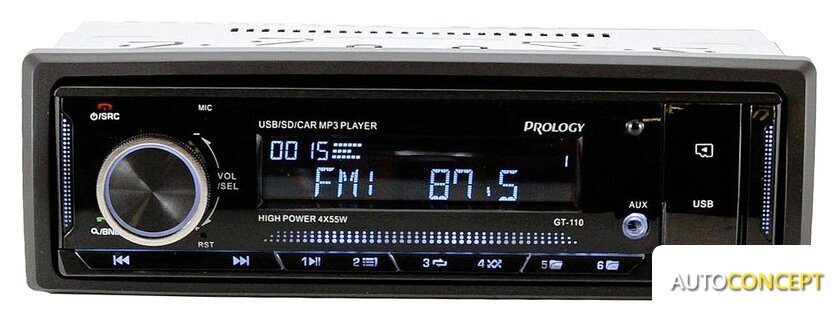 ⏻/SRC
MIC
USB/SD/CAR MP3 PLAYER
PROLOGY
0015
1
VOL
/SEL
FM1 87.5
AUX
USB
HIGH POWER 4X55W
GT-110
RST
1
2
3
4
5
6
AUTOCONCEPT